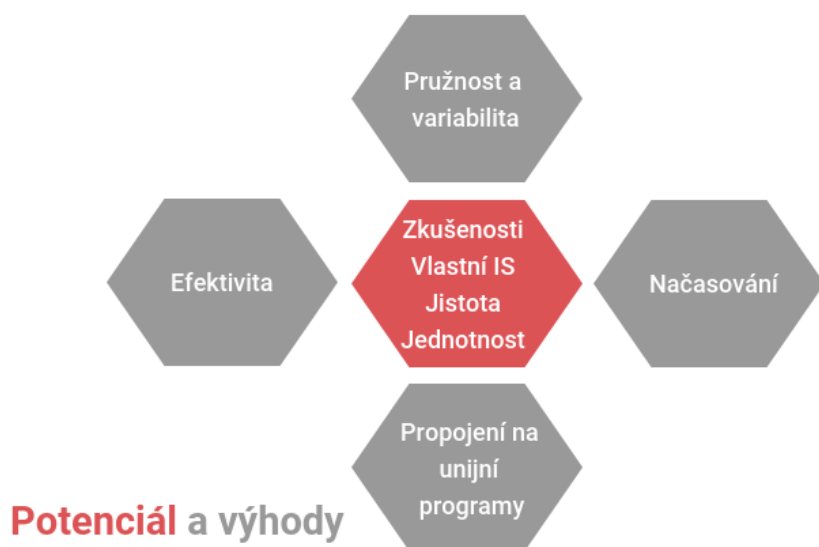 Pružnost a
variabilita
Efektivita
Zkušenosti
Vlastní IS
Jistota
Jednotnost
Načasování
Propojení na
unijní
programy
Potenciál a výhody